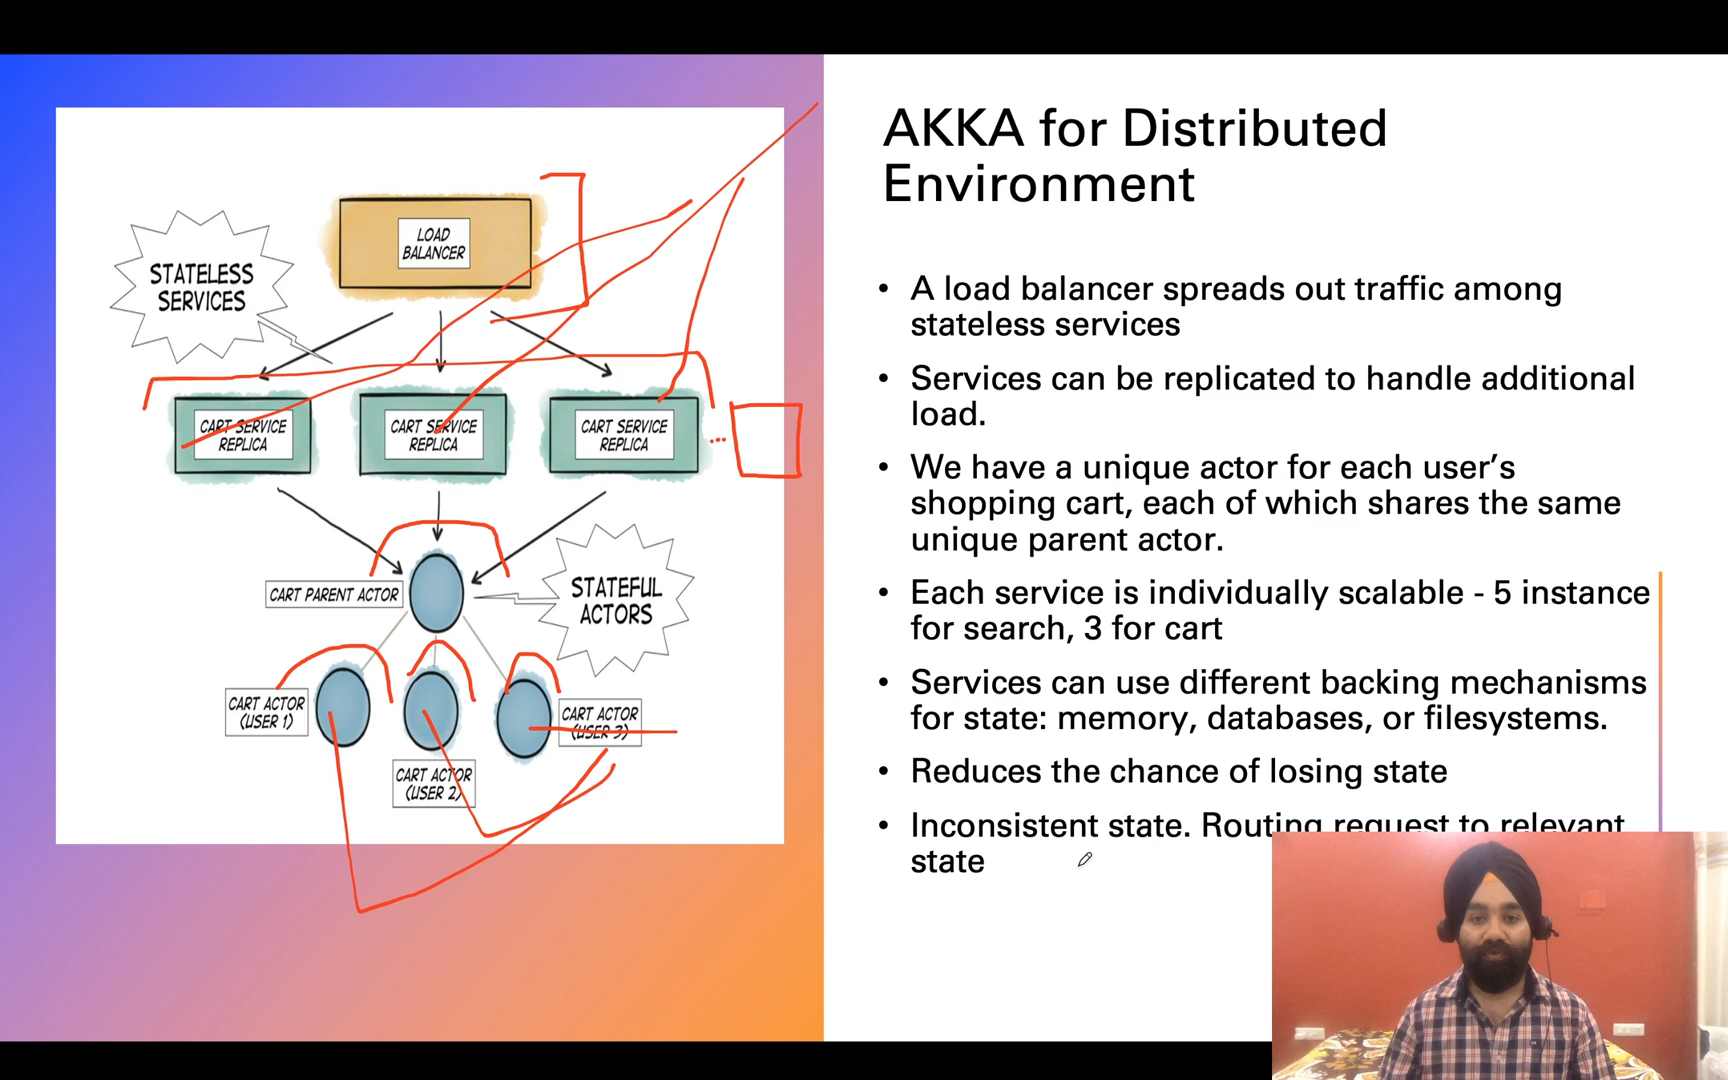 AKKA for Distributed
Environment
LOAD
BALANCER
STATELESS
SERVICES
CART SERVICE
REPLICA
CART SERVICE
REPLICA
CART SERVICE
REPLICA
CART PARENT ACTOR
STATEFUL
ACTORS
CART ACTOR
(USER 1)
CART ACTOR
(USER 2)
CART ACTOR
(USER 3)
• A load balancer spreads out traffic among
stateless services
• Services can be replicated to handle additional
load.
• We have a unique actor for each user’s
shopping cart, each of which shares the same
unique parent actor.
• Each service is individually scalable - 5 instance
for search, 3 for cart
• Services can use different backing mechanisms
for state: memory, databases, or filesystems.
• Reduces the chance of losing state
• Inconsistent state. Routing request to relevant
state